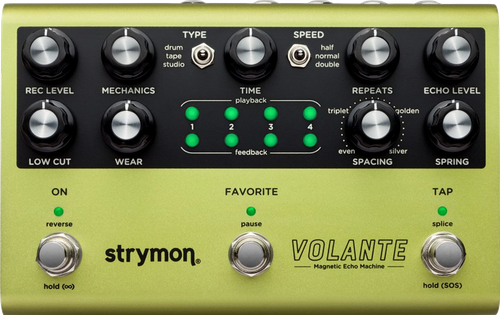 TYPE
SPEED
drum
tape
studio
half
normal
double
REC LEVEL
MECHANICS
TIME
REPEATS
ECHO LEVEL
playback
1 2 3 4
feedback
triplet
golden
even
silver
LOW CUT
WEAR
SPACING
SPRING
ON
FAVORITE
TAP
reverse
pause
splice
strymon®
VOLANTE
Magnetic Echo Machine
hold (∞)
hold (SOS)